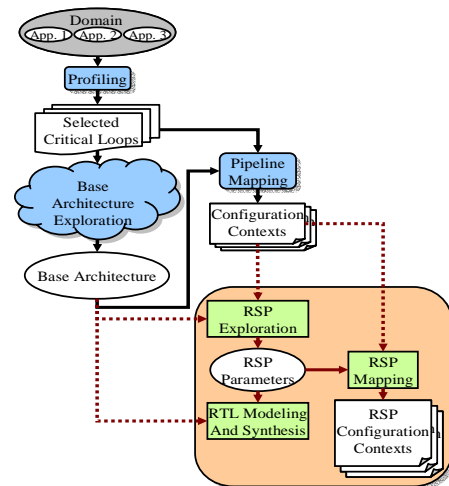 Domain
App. 1 App. 2 App. 3
Profiling
Selected
Critical Loops
Base
Architecture
Exploration
Pipeline
Mapping
Configuration
Contexts
Base Architecture
RSP
Exploration
RSP
Parameters
RSP
Mapping
RTL Modeling
And Synthesis
RSP
Configuration
Contexts